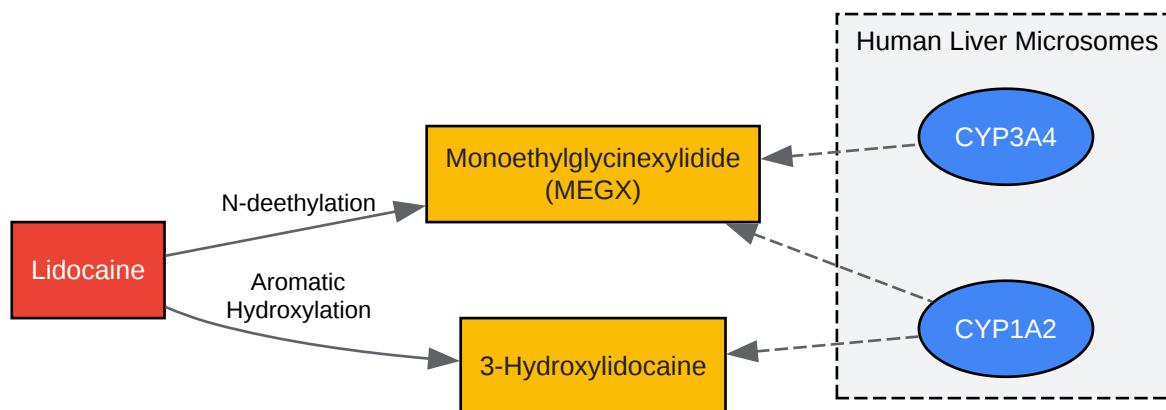 Human Liver Microsomes
CYP3A4
Monoethylglycinexylidide
(MEGX)
N-deethylation
Lidocaine
Aromatic
Hydroxylation
CYP1A2
3-Hydroxylidocaine